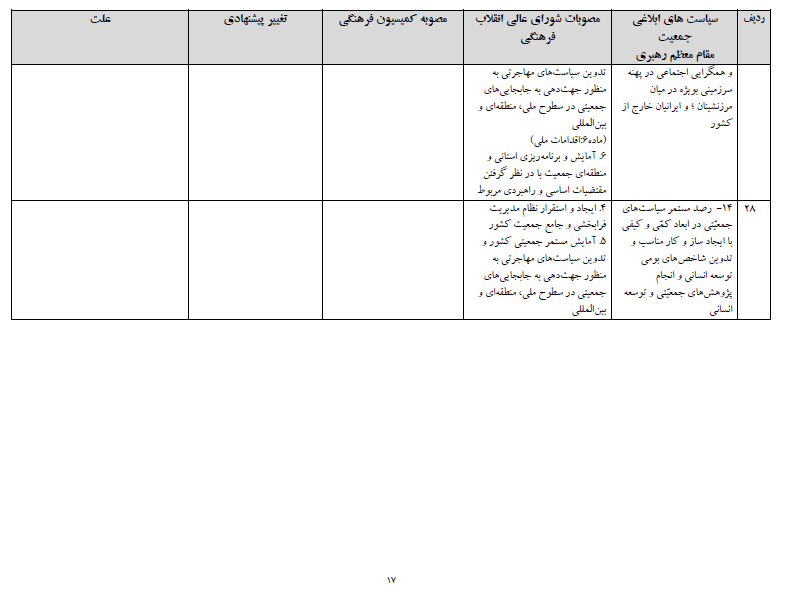 ردیف
سیاست های ابلاغی
جمعیت
مقام معظم رهبری
مصوبات شورای عالی انقلاب
فرهنگی
مصوبه کمیسیون فرهنگی
تغییر پیشنهادی
علت
و همگرایی اجتماعی در پهنه
سرزمینی بویژه در میان
مرزنشینان ؛ و ایرانیان خارج از
کشور
تدوین سیاست‌های مهاجرتی به
منظور جهت‌دهی به جابجایی‌های
جمعیتی در سطوح ملی، منطقه‌ای و
بین‌المللی
(ماده۶:اقدامات ملی)
۶. آمایش و برنامه‌ریزی استانی و
منطقه‌ای جمعیت با در نظر گرفتن
مقتضیات اساسی و راهبردی مربوط
۲۸
۱۴- رصد مستمر سیاست‌های
جمعیّتی در ابعاد کمّی و کیفی
با ایجاد ساز و کار مناسب و
تدوین شاخص‌های بومی
توسعه انسانی و انجام
پژوهش‌های جمعیّتی و توسعه
انسانی
۴. ایجاد و استقرار نظام مدیریت
فرابخشی و جامع جمعیت کشور
۵. آمایش مستمر جمعیتی کشور و
تدوین سیاست‌های مهاجرتی به
منظور جهت‌دهی به جابجایی‌های
جمعیتی در سطوح ملی، منطقه‌ای و
بین‌المللی
۱۷